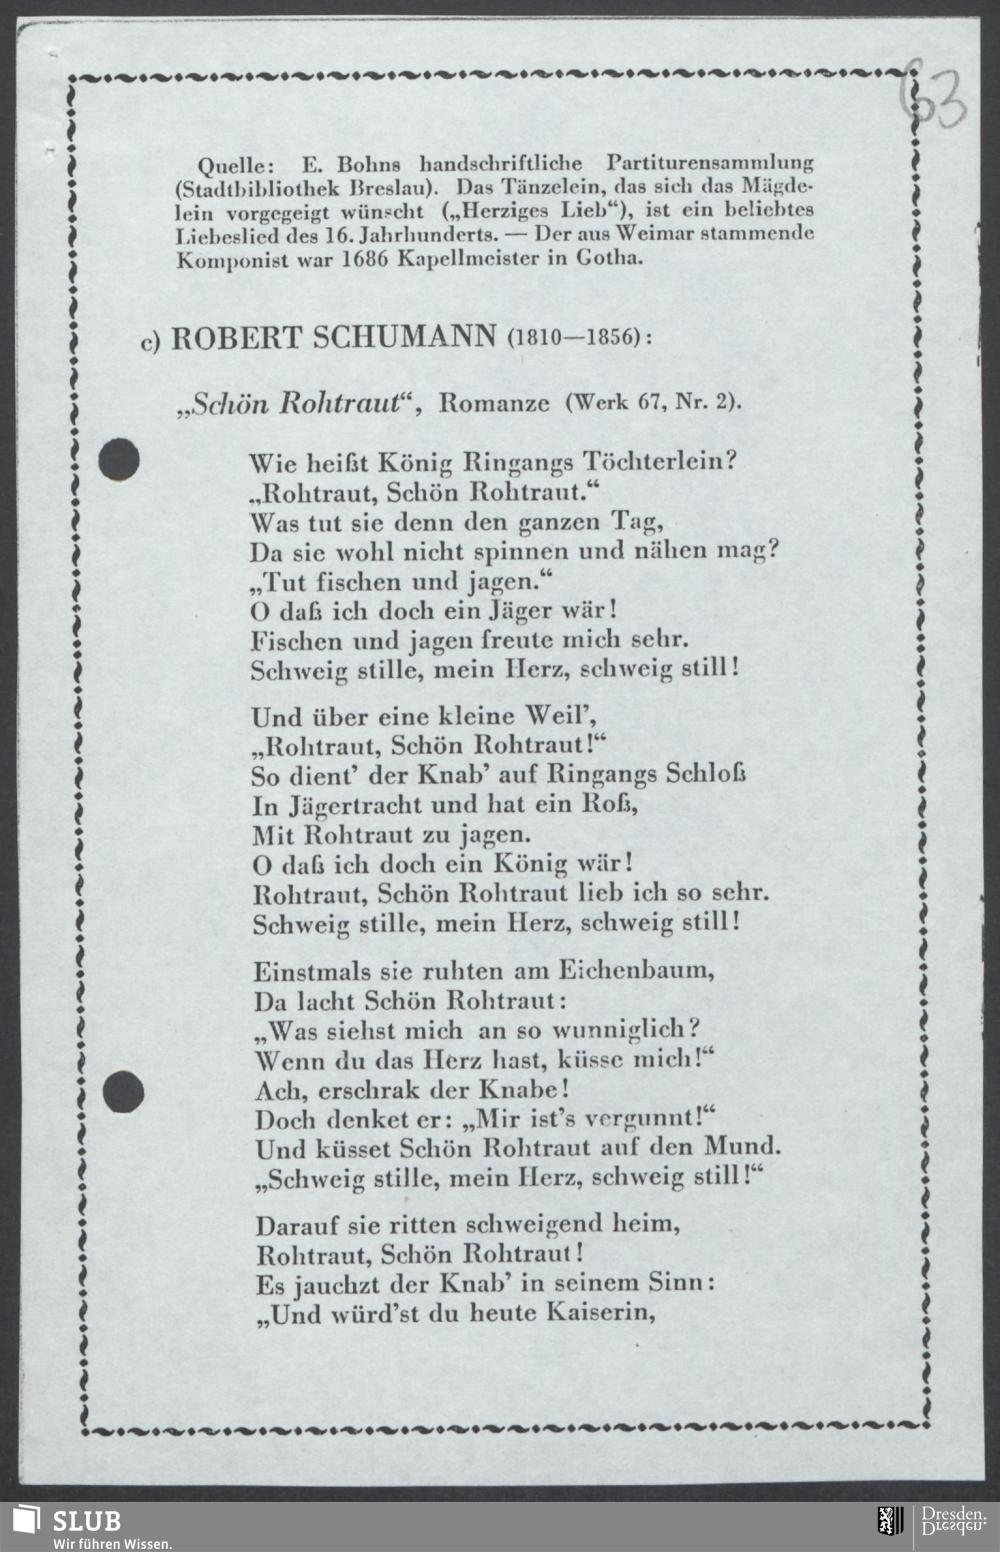 63
Quelle: E. Bohns handschriftliche Partiturensammlung
(Stadtbibliothek Breslau). Das Tänzelein, das sich das Mägde-
lein vorgegeigt wünscht („Herziges Lieb“), ist ein beliebtes
Liebeslied des 16. Jahrhunderts. — Der aus Weimar stammende
Komponist war 1686 Kapellmeister in Gotha.
c) ROBERT SCHUMANN (1810—1856):
„Schön Rohtraut“, Romanze (Werk 67, Nr. 2).
Wie heißt König Ringangs Töchterlein?
„Rohtraut, Schön Rohtraut.“
Was tut sie denn den ganzen Tag,
Da sie wohl nicht spinnen und nähen mag?
„Tut fischen und jagen.“
O daß ich doch ein Jäger wär!
Fischen und jagen freute mich sehr.
Schweig stille, mein Herz, schweig still!
Und über eine kleine Weil’,
„Rohtraut, Schön Rohtraut!“
So dient’ der Knab’ auf Ringangs Schloß
In Jägertracht und hat ein Roß,
Mit Rohtraut zu jagen.
O daß ich doch ein König wär!
Rohtraut, Schön Rohtraut lieb ich so sehr.
Schweig stille, mein Herz, schweig still!
Einstmals sie ruhten am Eichenbaum,
Da lacht Schön Rohtraut:
„Was siehst mich an so wunniglich?
Wenn du das Herz hast, küsse mich!“
Ach, erschrak der Knabe!
Doch denket er: „Mir ist’s vergunnt!“
Und küsset Schön Rohtraut auf den Mund.
„Schweig stille, mein Herz, schweig still!“
Darauf sie ritten schweigend heim,
Rohtraut, Schön Rohtraut!
Es jauchzt der Knab’ in seinem Sinn:
„Und würd’st du heute Kaiserin,
SLUB
Wir führen Wissen.
Dresden.
Dresden.